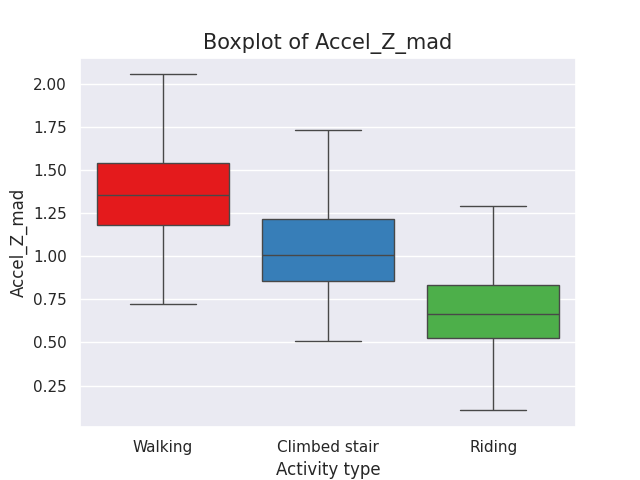 Boxplot of Accel_Z_mad
2.00
1.75
1.50
1.25
1.00
0.75
0.50
0.25
Accel_Z_mad
Walking
Climbed stair
Riding
Activity type